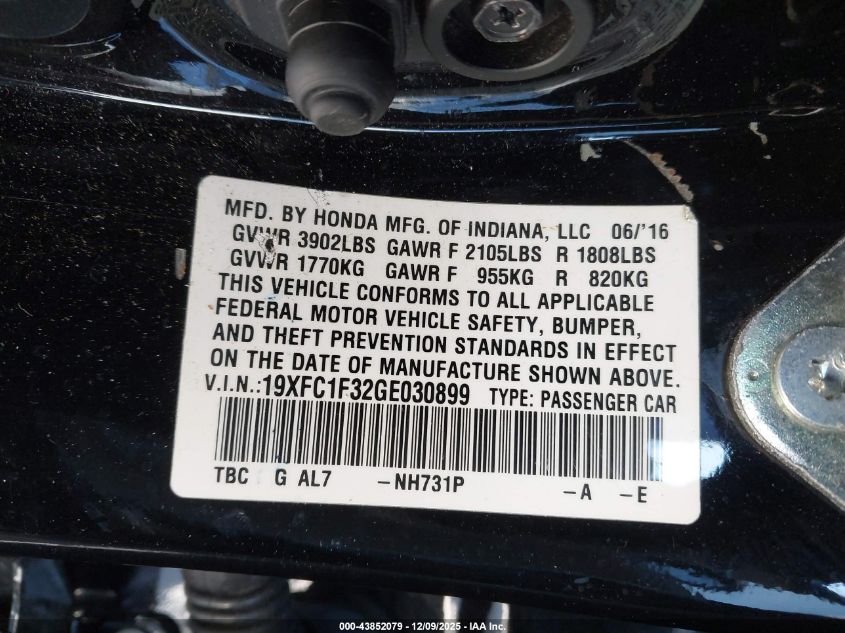 MFD. BY HONDA MFG. OF INDIANA, LLC 06/'16
GVWR 3902LBS GAWR F 2105LBS R 1808LBS
GVWR 1770KG GAWR F 955KG R 820KG
THIS VEHICLE CONFORMS TO ALL APPLICABLE
FEDERAL MOTOR VEHICLE SAFETY, BUMPER,
AND THEFT PREVENTION STANDARDS IN EFFECT
ON THE DATE OF MANUFACTURE SHOWN ABOVE.
V.I.N.:19XFC1F32GE030899 TYPE: PASSENGER CAR
TBC G AL7 -NH731P -A -E
000-43852079 - 12/09/2025 - IAA Inc.